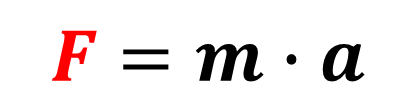 F = m · a